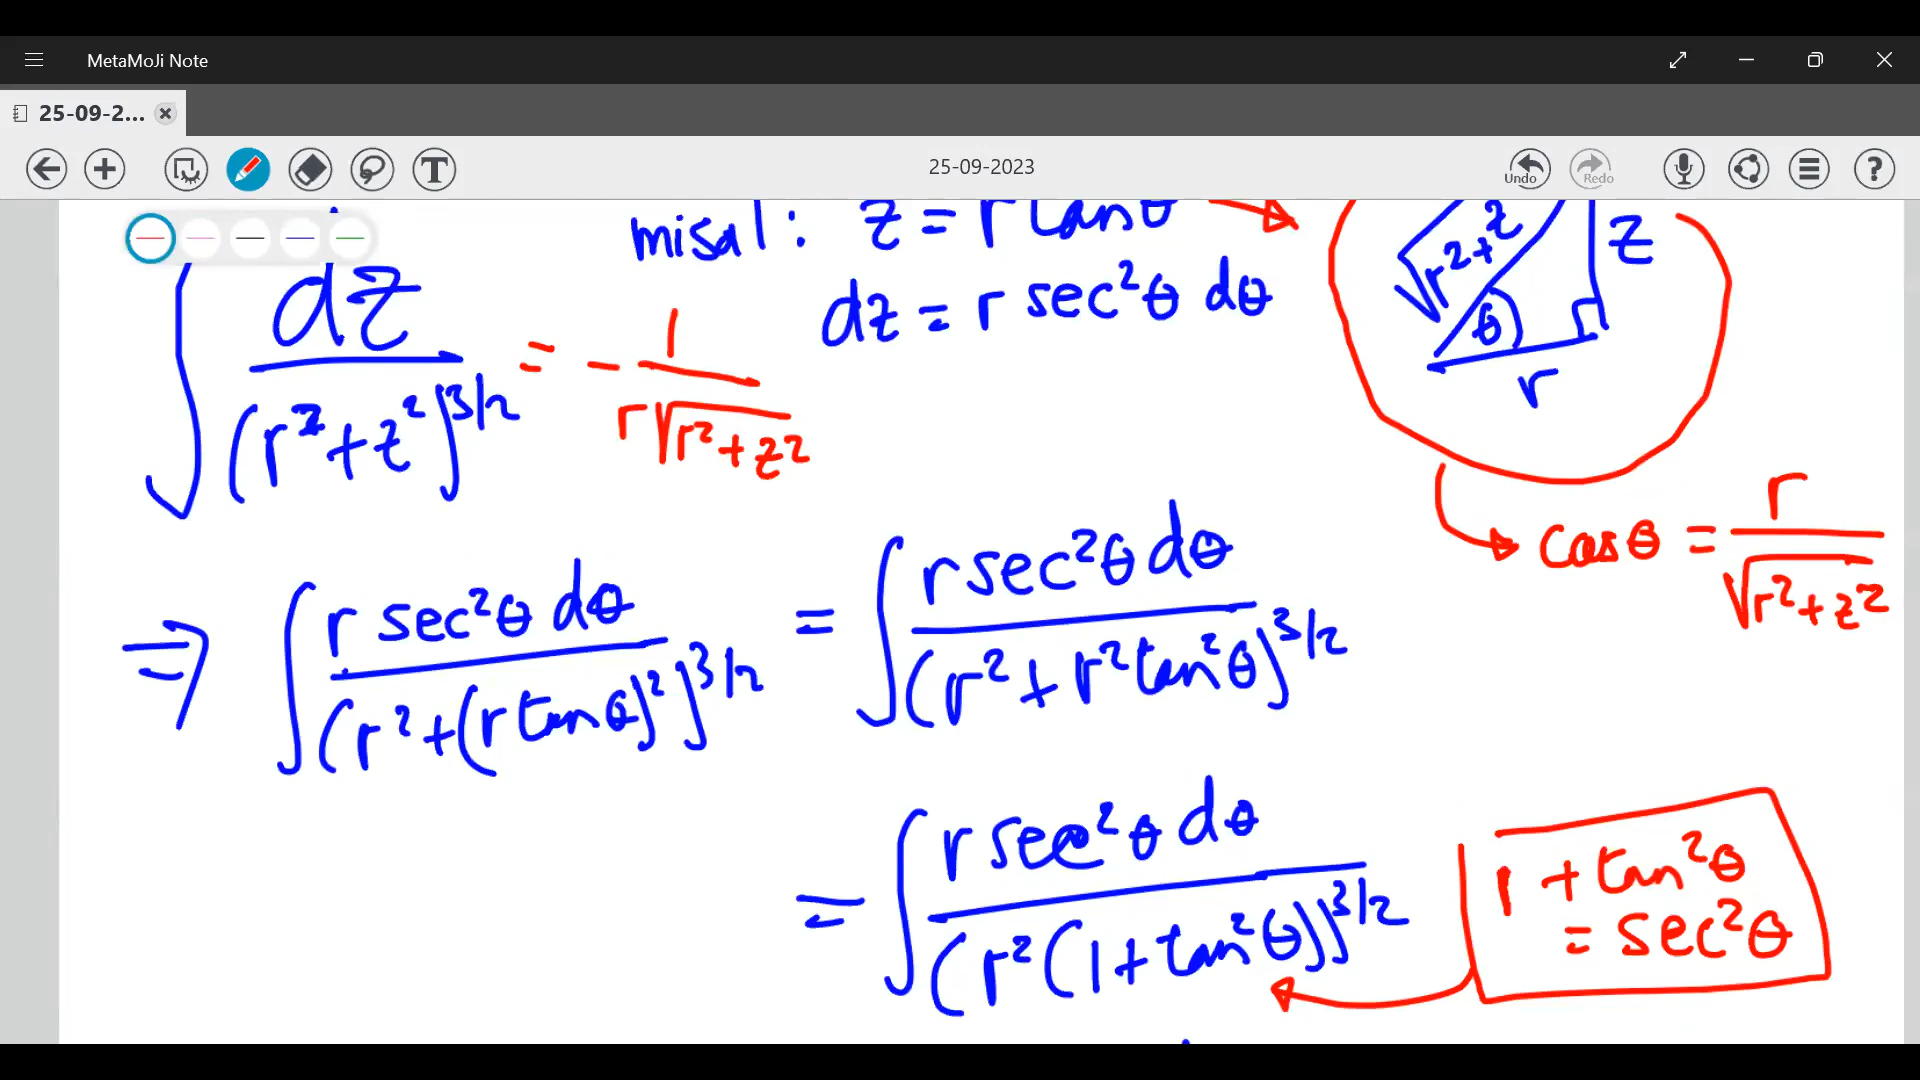 MetaMoJi Note
25-09-2...
25-09-2023
Undo
Redo
T
?
misal: z = r tanθ
dz = r sec²θ dθ
∫ dz / (r² + z²)^3/2 = - 1 / r√r² + z²
√r² + z²
z
θ
r
cosθ = r / √r² + z²
⇒ ∫ r sec²θ dθ / (r² + (r tanθ)²)^3/2 = ∫ r sec²θ dθ / (r² + r² tan²θ)^3/2
= ∫ r sec²θ dθ / (r² (1 + tan²θ))^3/2
1 + tan²θ
= sec²θ